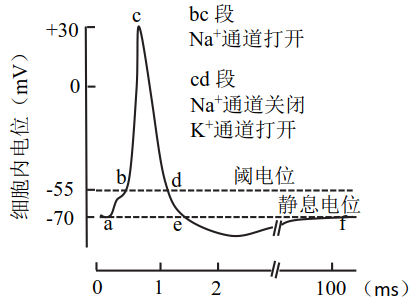 c
bc 段
Na⁺通道打开
cd 段
Na⁺通道关闭
K⁺通道打开
+30
0
-55
-70
细胞内电位（mV）
b
d
阈电位
静息电位
a
e
f
0
1
2
100
（ms）